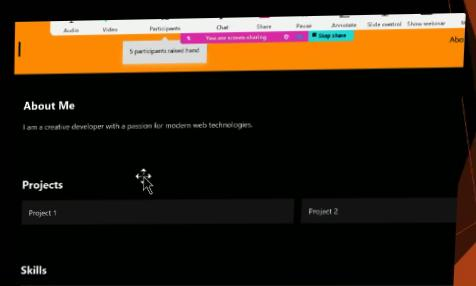 Audio Video Participants Chat Share Pause Annotate Slide control Show webinar
You are screen sharing Stop share
5 participants raised hand
Abo
About Me
I am a creative developer with a passion for modern web technologies.
Projects
Project 1 Project 2
Skills